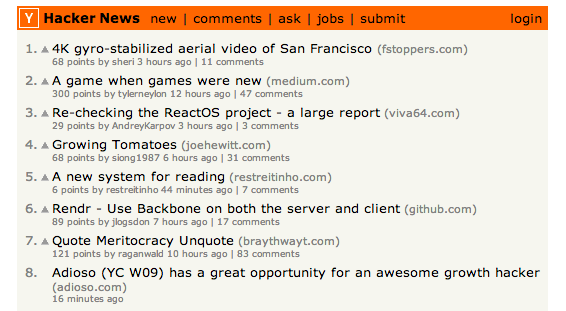 Y Hacker News new | comments | ask | jobs | submit login
1. 4K gyro-stabilized aerial video of San Francisco (fstoppers.com)
68 points by sheri 3 hours ago | 11 comments
2. A game when games were new (medium.com)
300 points by tylerneylon 12 hours ago | 47 comments
3. Re-checking the ReactOS project - a large report (viva64.com)
29 points by AndreyKarpov 3 hours ago | 3 comments
4. Growing Tomatoes (joehewitt.com)
68 points by siong1987 6 hours ago | 31 comments
5. A new system for reading (restreitinho.com)
6 points by restreitinho 44 minutes ago | 7 comments
6. Rendr - Use Backbone on both the server and client (github.com)
89 points by jlogsdon 7 hours ago | 17 comments
7. Quote Meritocracy Unquote (braythwayt.com)
121 points by raganwald 10 hours ago | 83 comments
8. Adioso (YC W09) has a great opportunity for an awesome growth hacker
(adioso.com)
16 minutes ago